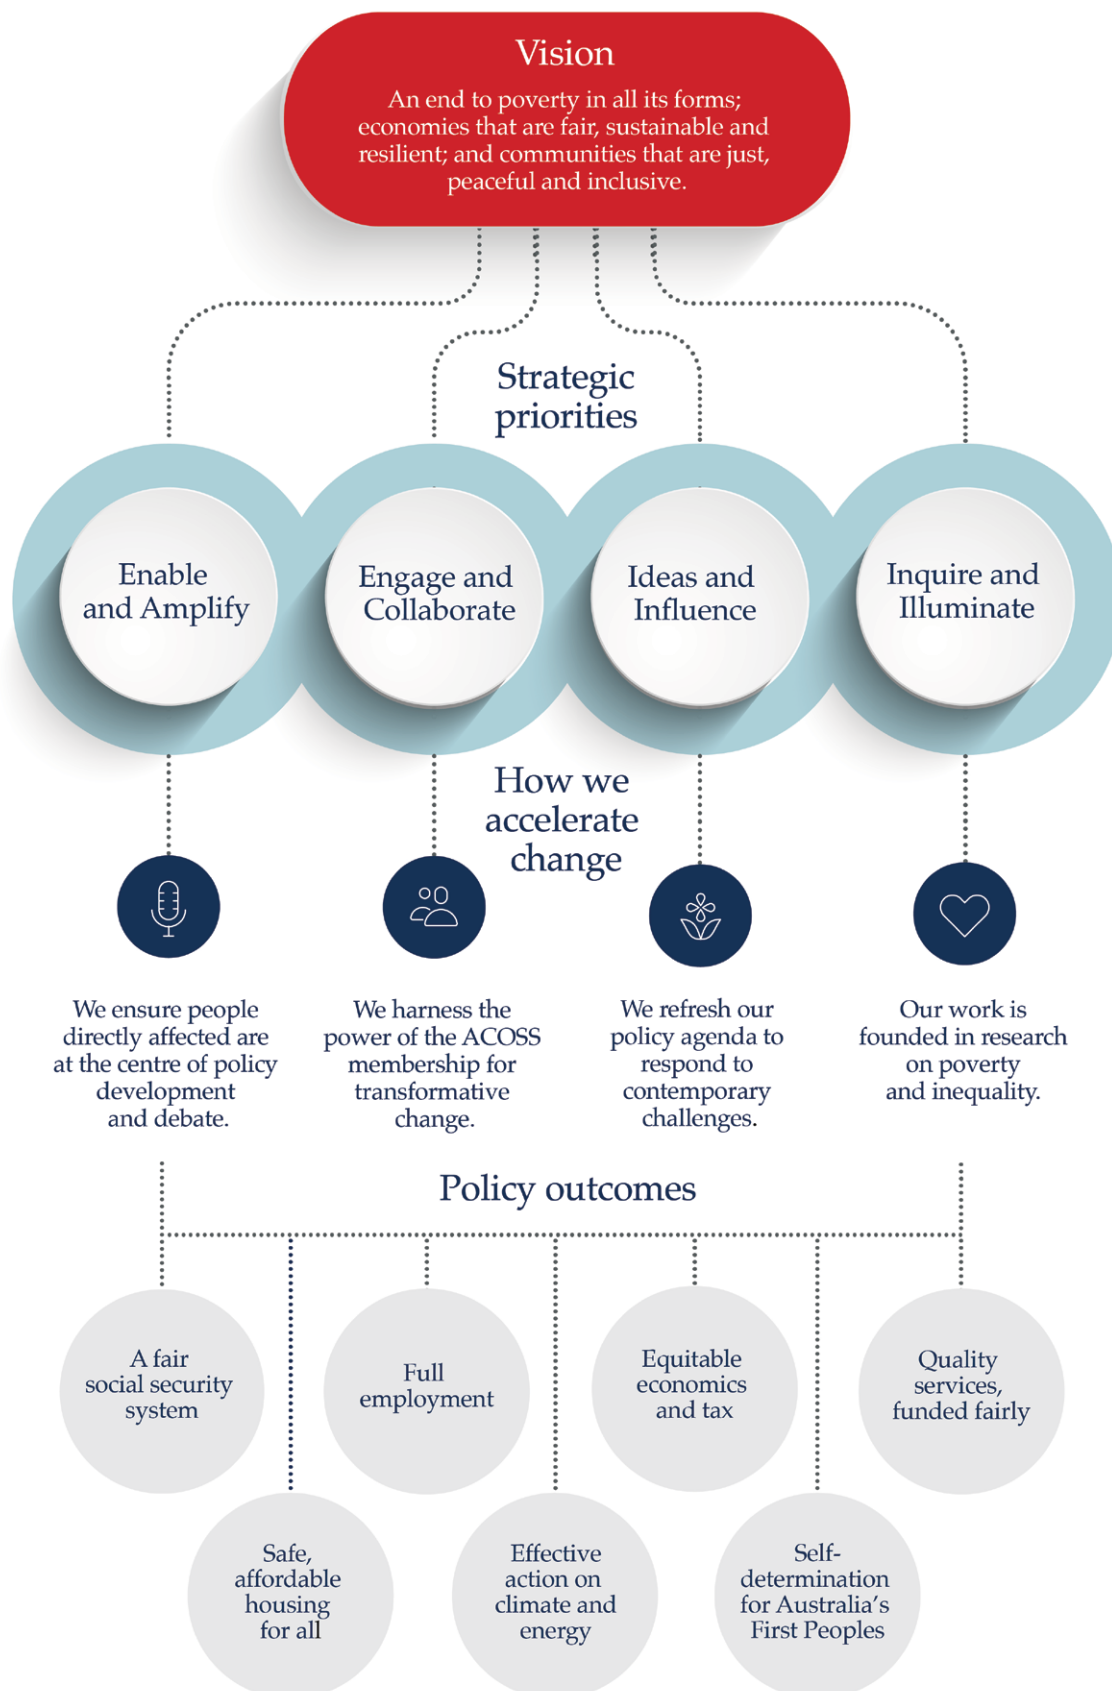 Vision
An end to poverty in all its forms;
economies that are fair, sustainable and
resilient; and communities that are just,
peaceful and inclusive.
Strategic
priorities
Enable
and Amplify
Engage and
Collaborate
Ideas and
Influence
Inquire and
Illuminate
How we
accelerate
change
We ensure people
directly affected are
at the centre of policy
development
and debate.
We harness the
power of the ACOSS
membership for
transformative
change.
We refresh our
policy agenda to
respond to
contemporary
challenges.
Our work is
founded in research
on poverty
and inequality.
Policy outcomes
A fair
social security
system
Full
employment
Equitable
economics
and tax
Quality
services,
funded fairly
Safe,
affordable
housing
for all
Effective
action on
climate and
energy
Self-
determination
for Australia's
First Peoples